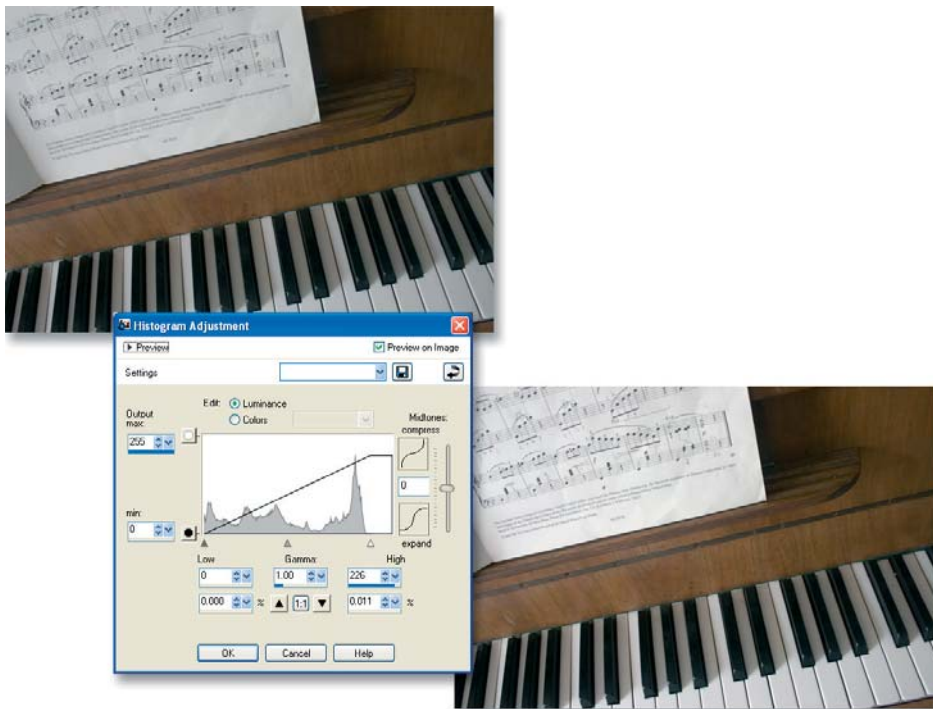 Histogram Adjustment
Preview
Preview on Image
Settings
Edit: Luminance
Colors
Output
max:
255
Midtones:
compress
0
min:
0
expand
Low
Gamma:
High
0
1.00
226
0.000
%
1:1
0.011
%
OK
Cancel
Help